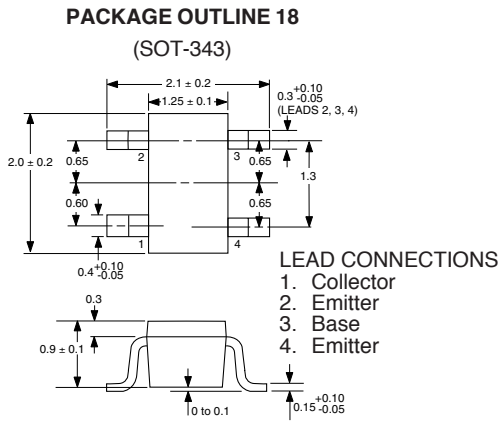 PACKAGE OUTLINE 18
(SOT-343)
2.1 ± 0.2
1.25 ± 0.1
0.3 +0.10 -0.05
(LEADS 2, 3, 4)
2.0 ± 0.2
0.65
2
3
0.65
1.3
0.60
0.65
1
4
0.4 +0.10 -0.05
LEAD CONNECTIONS
1. Collector
2. Emitter
3. Base
4. Emitter
0.3
0.9 ± 0.1
0 to 0.1
0.15 +0.10 -0.05